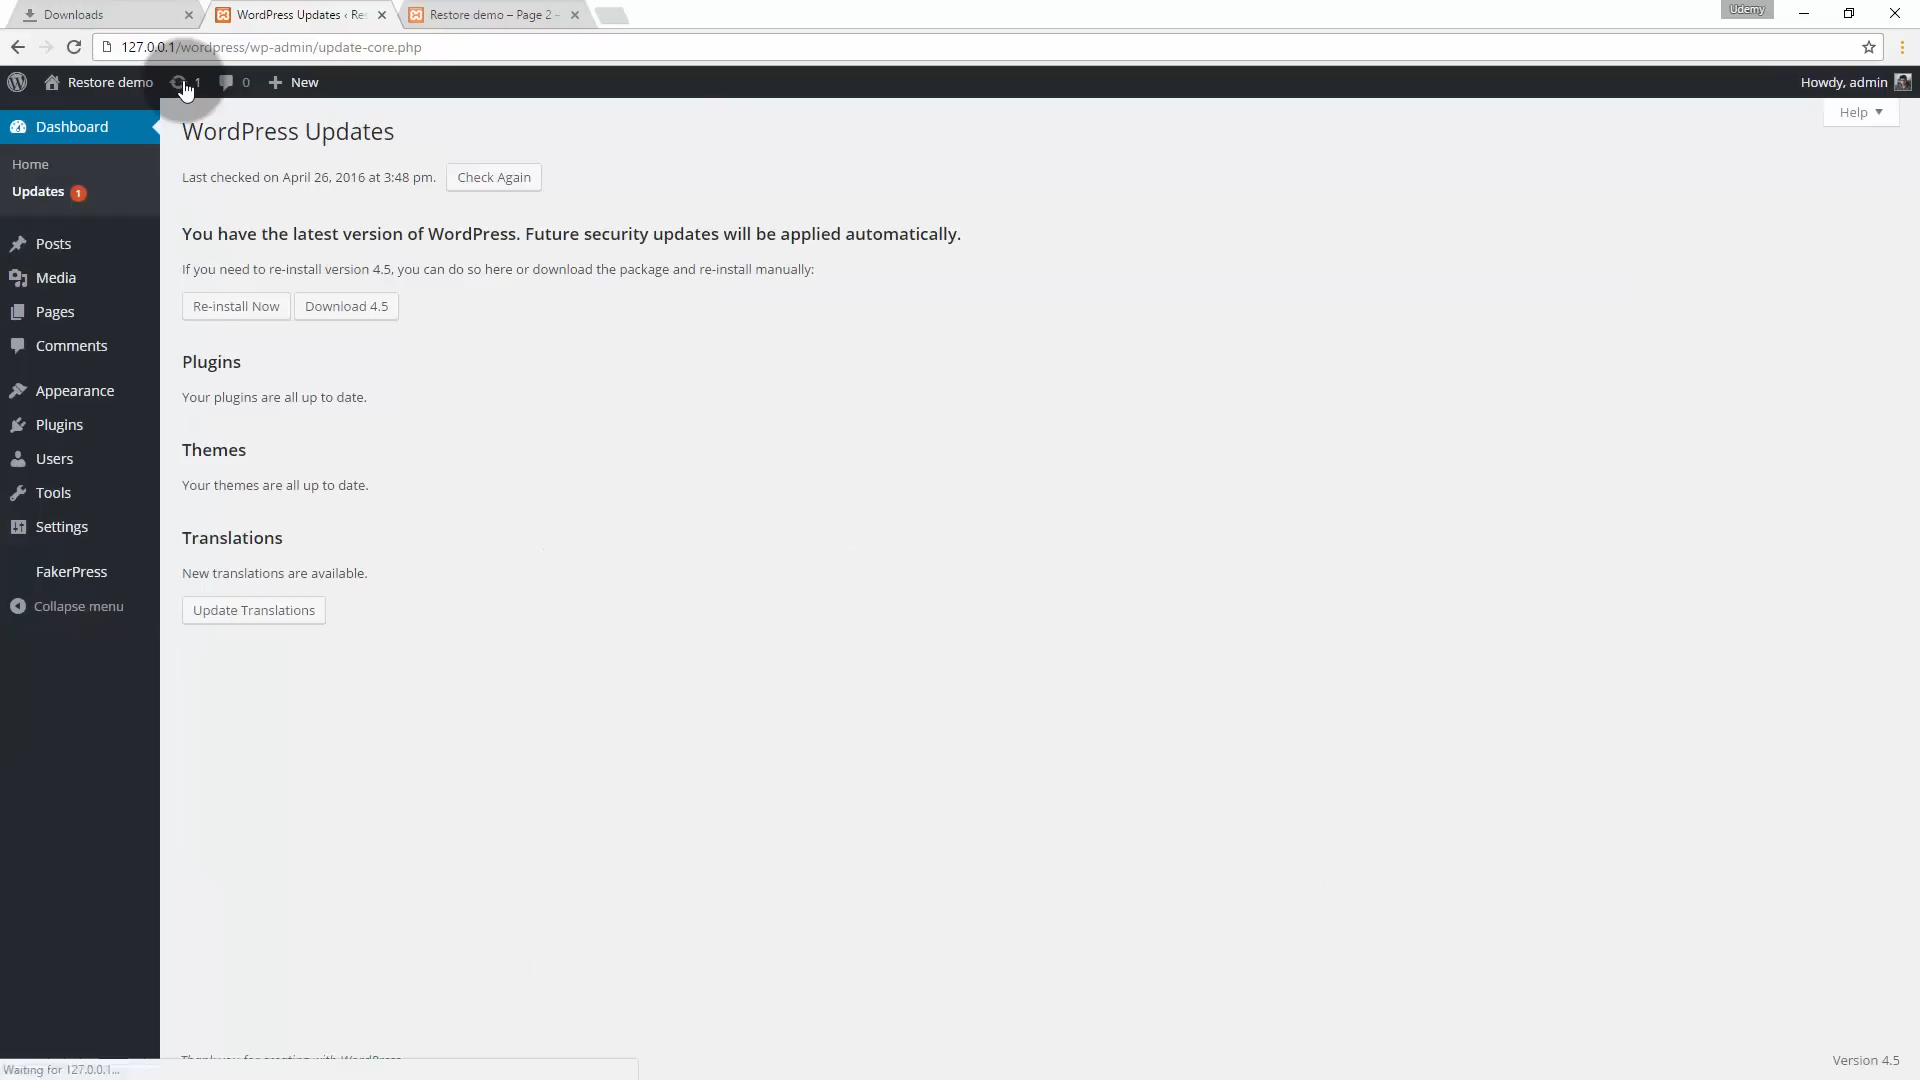 Downloads
WordPress Updates ‹ Re
Restore demo – Page 2 –
Udemy
127.0.0.1/wordpress/wp-admin/update-core.php
Restore demo
1
0
New
Howdy, admin
Help
Dashboard
Home
Updates 1
Posts
Media
Pages
Comments
Appearance
Plugins
Users
Tools
Settings
FakerPress
Collapse menu
WordPress Updates
Last checked on April 26, 2016 at 3:48 pm.
Check Again
You have the latest version of WordPress. Future security updates will be applied automatically.
If you need to re-install version 4.5, you can do so here or download the package and re-install manually:
Re-install Now
Download 4.5
Plugins
Your plugins are all up to date.
Themes
Your themes are all up to date.
Translations
New translations are available.
Update Translations
Thank you for creating with WordPress.
Version 4.5
Waiting for 127.0.0.1...